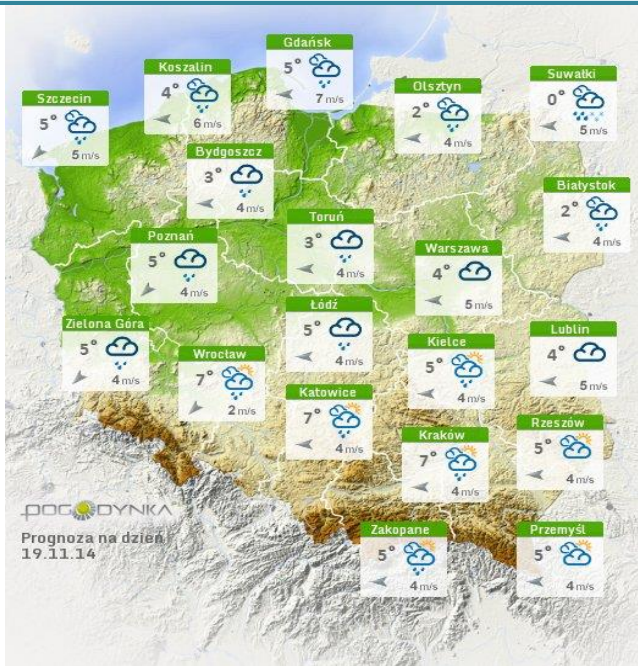 Gdańsk
5°
7 m/s
Koszalin
4°
6 m/s
Suwałki
0°
5 m/s
Olsztyn
2°
4 m/s
Szczecin
5°
5 m/s
Bydgoszcz
3°
4 m/s
Białystok
2°
4 m/s
Toruń
3°
4 m/s
Poznań
5°
4 m/s
Warszawa
4°
5 m/s
Łódź
5°
4 m/s
Zielona Góra
5°
4 m/s
Lublin
4°
5 m/s
Kielce
5°
4 m/s
Wrocław
7°
2 m/s
Katowice
7°
4 m/s
Rzeszów
5°
4 m/s
Kraków
7°
4 m/s
POGODYNKA
Prognoza na dzień
19.11.14
Zakopane
5°
4 m/s
Przemyśl
5°
4 m/s